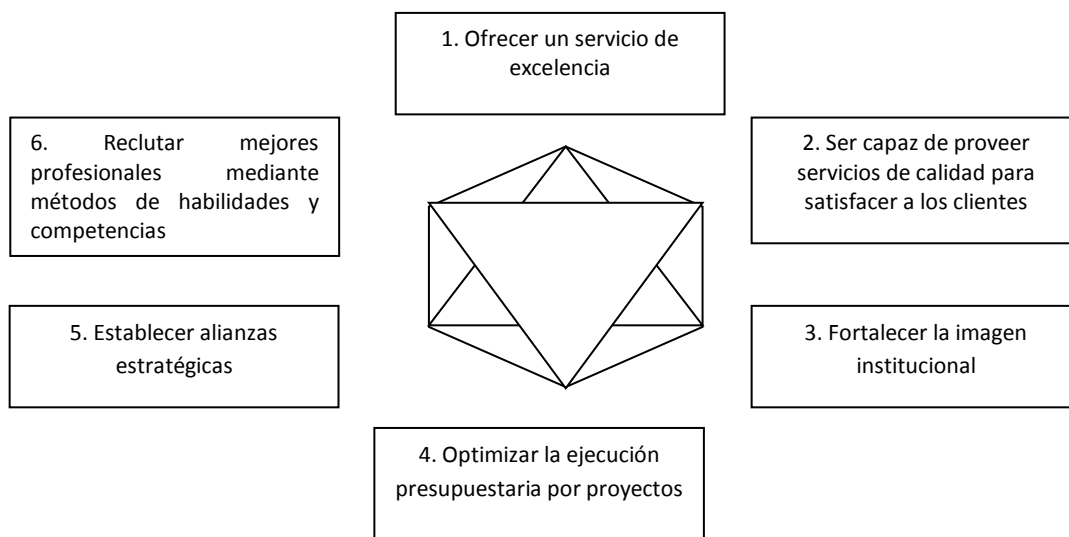 1. Ofrecer un servicio de
excelencia
2. Ser capaz de proveer
servicios de calidad para
satisfacer a los clientes
3. Fortalecer la imagen
institucional
4. Optimizar la ejecución
presupuestaria por proyectos
5. Establecer alianzas
estratégicas
6. Reclutar mejores
profesionales mediante
métodos de habilidades y
competencias